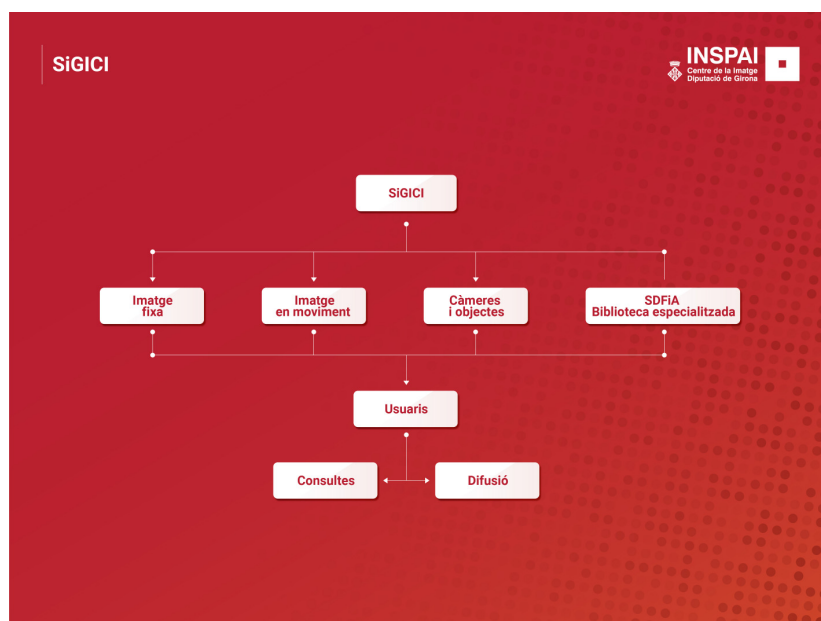 SiGICI
INSPAI
Centre de la Imatge
Diputació de Girona
SiGICI
Imatge
fixa
Imatge
en moviment
Càmeres
i objectes
SDFiA
Biblioteca especialitzada
Usuaris
Consultes
Difusió